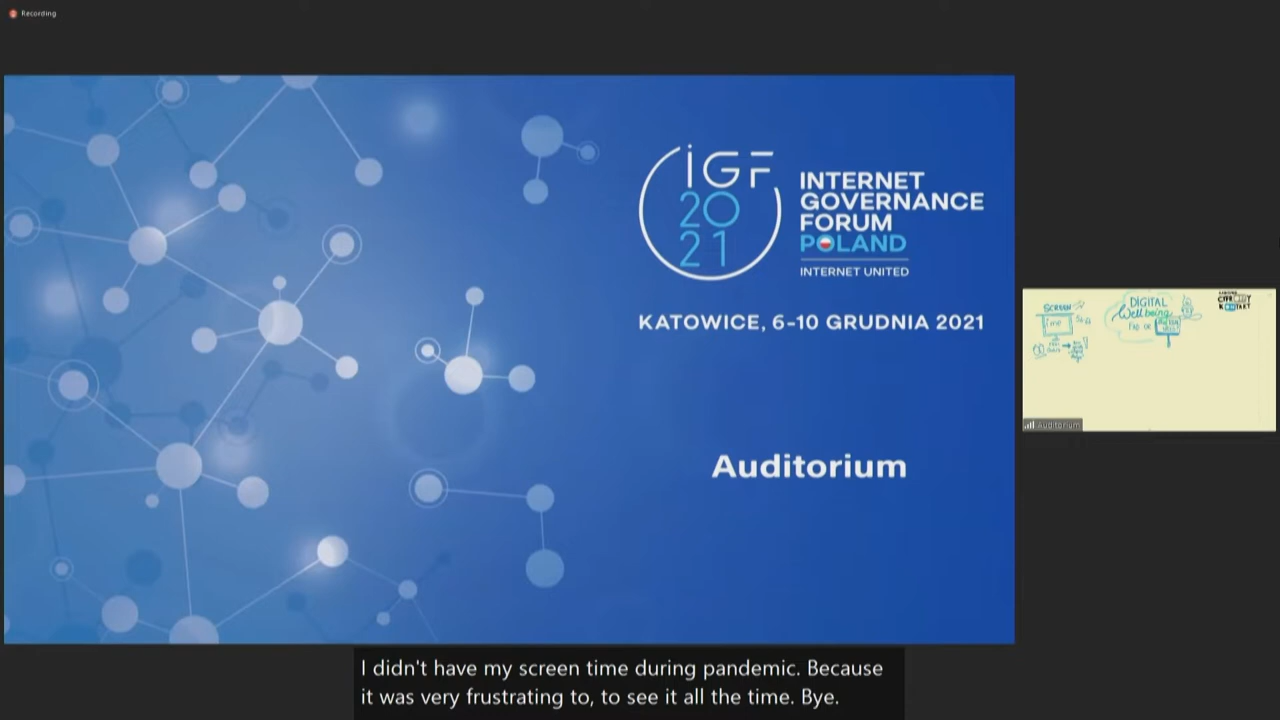 Recording
iGF
20
21
INTERNET
GOVERNANCE
FORUM
POLAND
INTERNET UNITED
KATOWICE, 6-10 GRUDNIA 2021
Auditorium
SCREEN
Time
DIGITAL
Wellbeing
Auditorium
I didn't have my screen time during pandemic. Because
it was very frustrating to, to see it all the time. Bye.